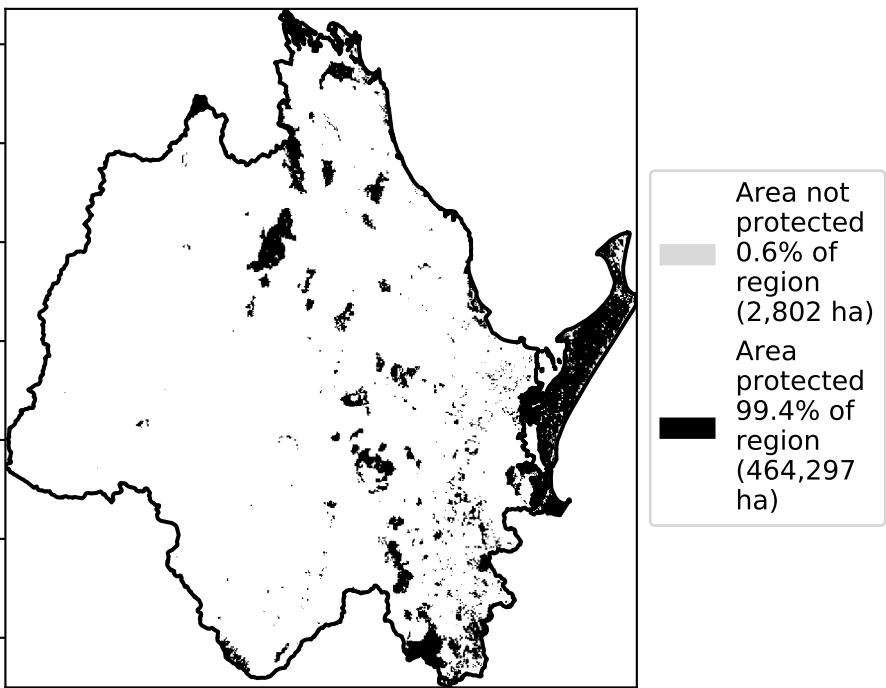 Area not
protected
0.6% of
region
(2,802 ha)
Area
protected
99.4% of
region
(464,297
ha)